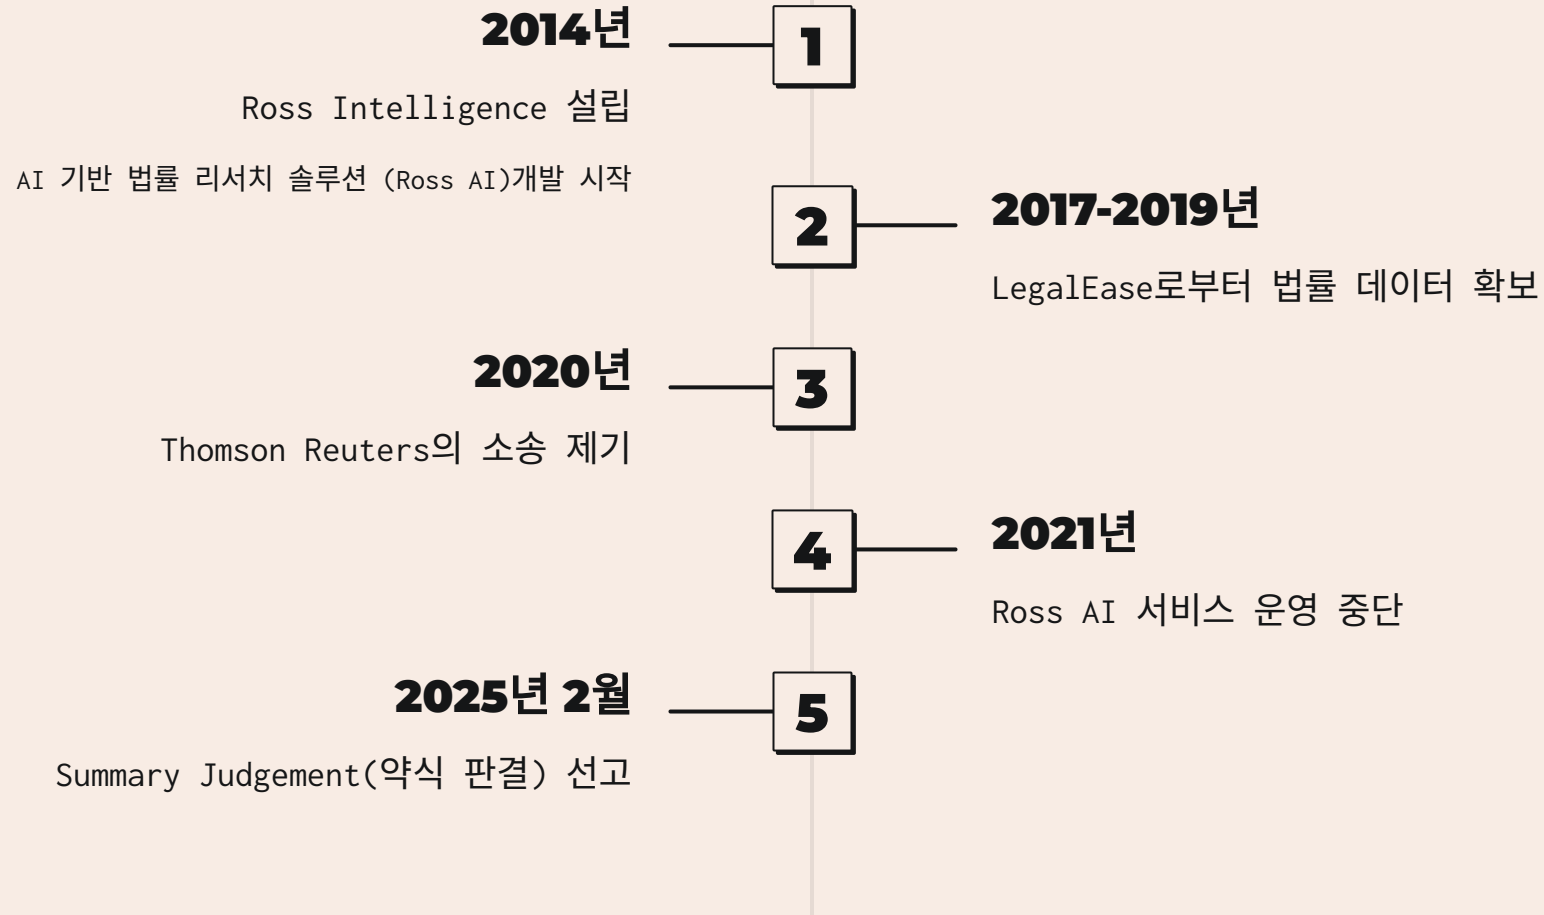 2014년
1
Ross Intelligence 설립
AI 기반 법률 리서치 솔루션 (Ross AI)개발 시작
2
2017-2019년
LegalEase로부터 법률 데이터 확보
2020년
3
Thomson Reuters의 소송 제기
4
2021년
Ross AI 서비스 운영 중단
2025년 2월
5
Summary Judgement(약식 판결) 선고